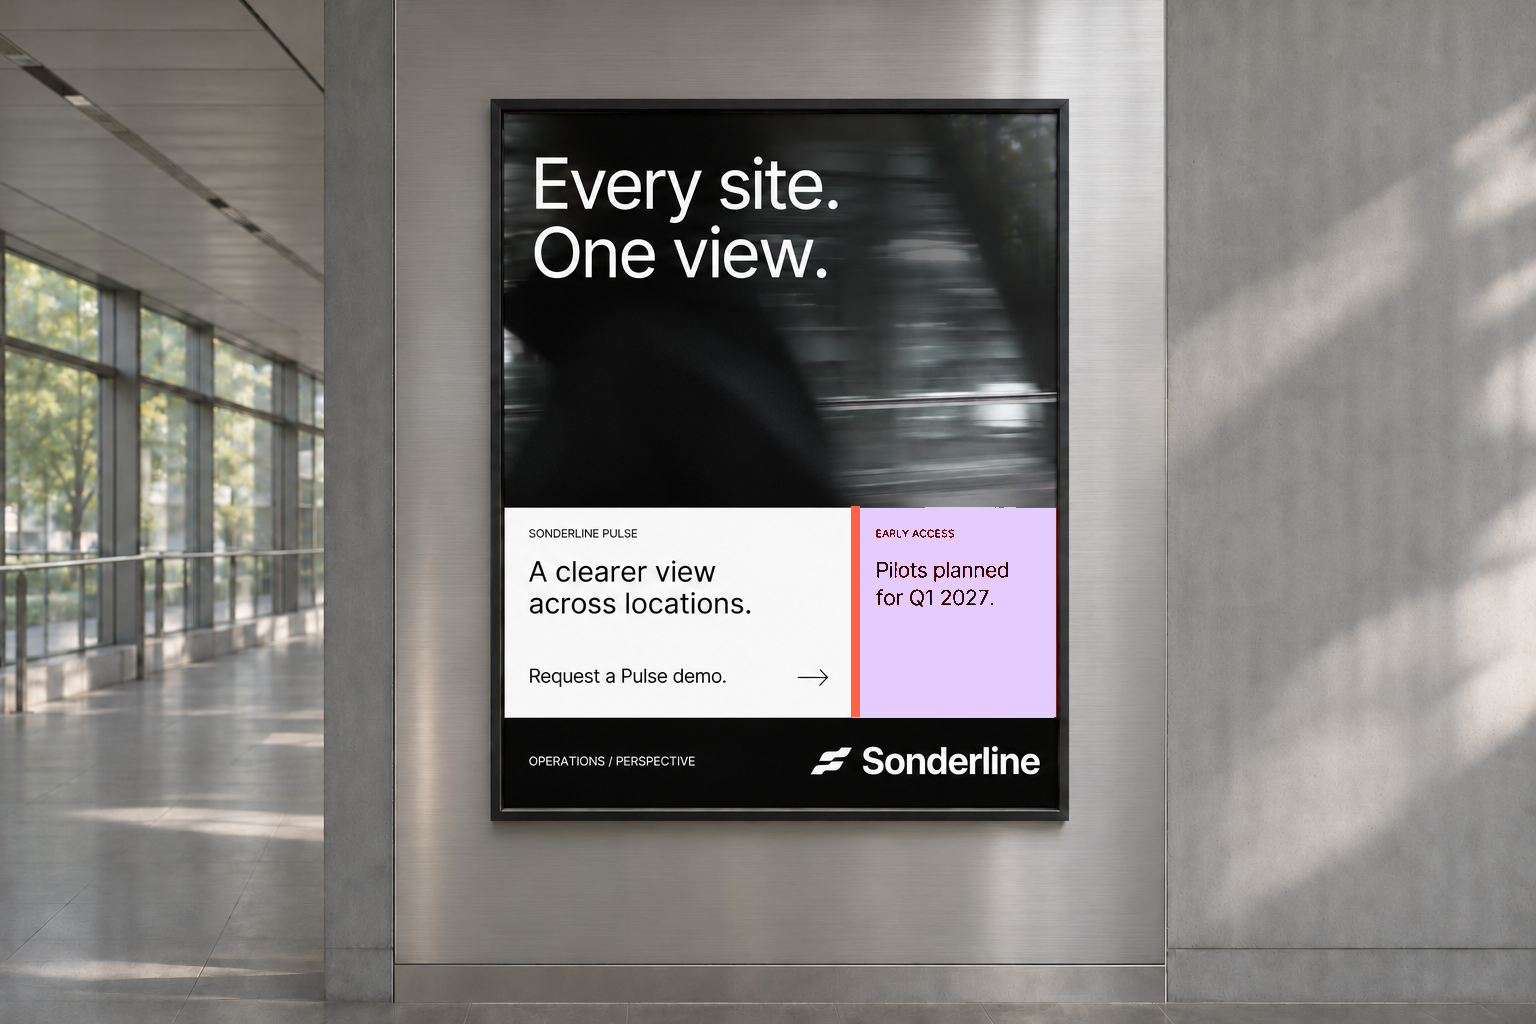 Every site.
One view.
SONDERLINE PULSE
A clearer view
across locations.
Request a Pulse demo.
EARLY ACCESS
Pilots planned
for Q1 2027.
OPERATIONS / PERSPECTIVE
Sonderline